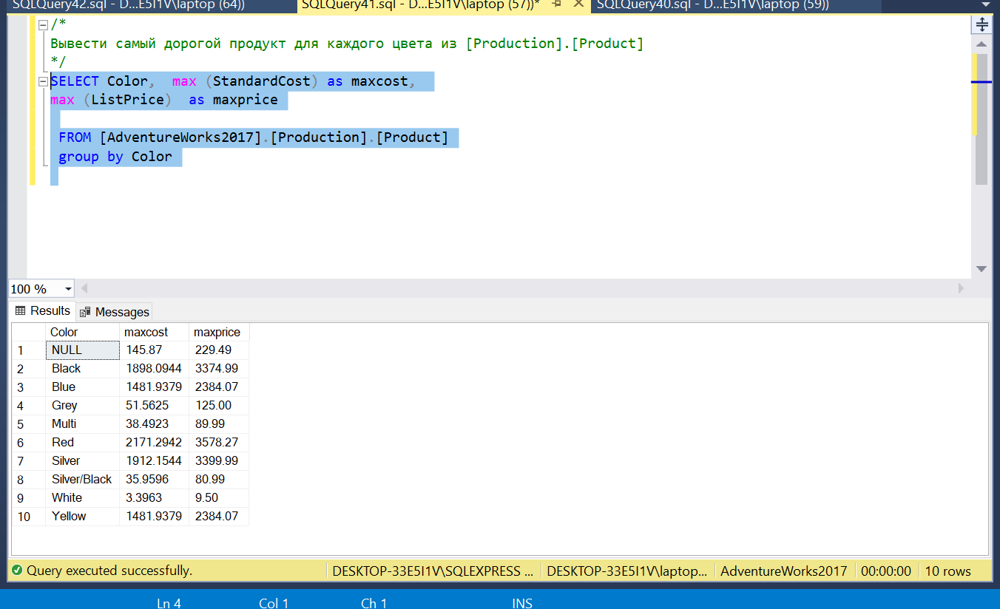 SQLQuery42.sql - D...E5I1V\laptop (64)) SQLQuery41.sql - D...E5I1V\laptop (57))* SQLQuery40.sql - D...E5I1V\laptop (59))
/*
Вывести самый дорогой продукт для каждого цвета из [Production].[Product]
*/
SELECT Color,  max (StandardCost) as maxcost,
max (ListPrice)  as maxprice
FROM [AdventureWorks2017].[Production].[Product]
group by Color
100 %
Results Messages
Color maxcost maxprice
1 NULL 145.87 229.49
2 Black 1898.0944 3374.99
3 Blue 1481.9379 2384.07
4 Grey 51.5625 125.00
5 Multi 38.4923 89.99
6 Red 2171.2942 3578.27
7 Silver 1912.1544 3399.99
8 Silver/Black 35.9596 80.99
9 White 3.3963 9.50
10 Yellow 1481.9379 2384.07
Query executed successfully. DESKTOP-33E5I1V\SQLEXPRESS ... DESKTOP-33E5I1V\laptop... AdventureWorks2017 00:00:00 10 rows
Ln 4 Col 1 Ch 1 INS